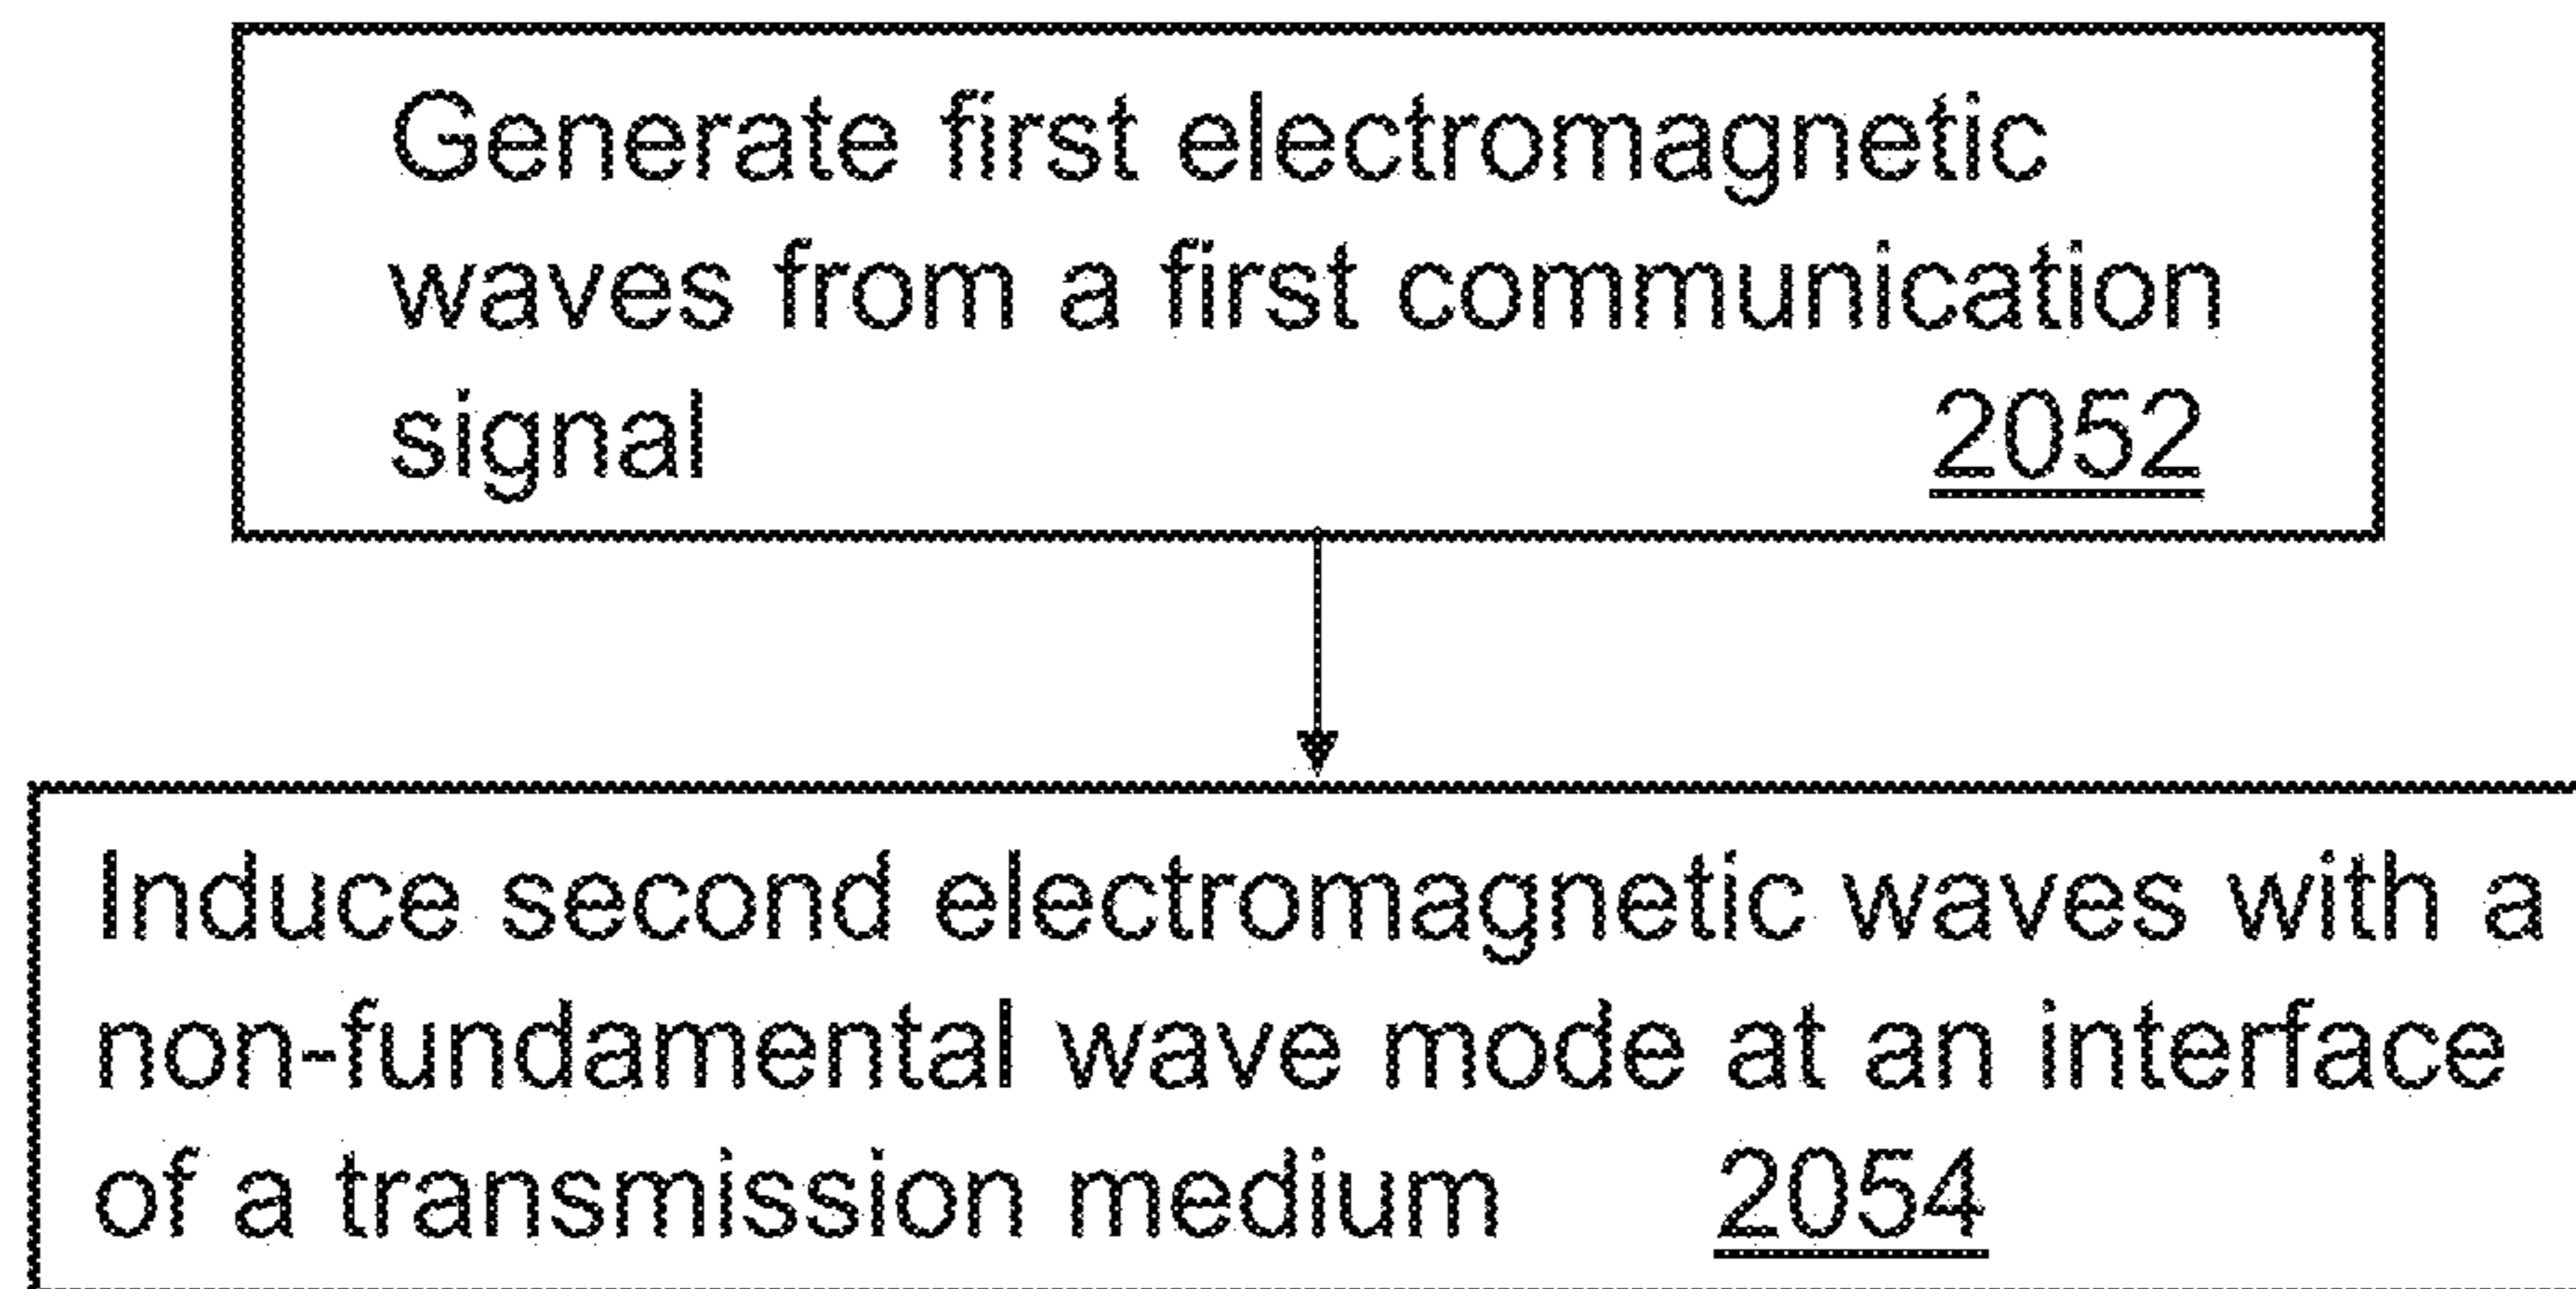 Generate first electromagnetic
waves from a first communication
signal 2052
Induce second electromagnetic waves with a
non-fundamental wave mode at an interface
of a transmission medium 2054